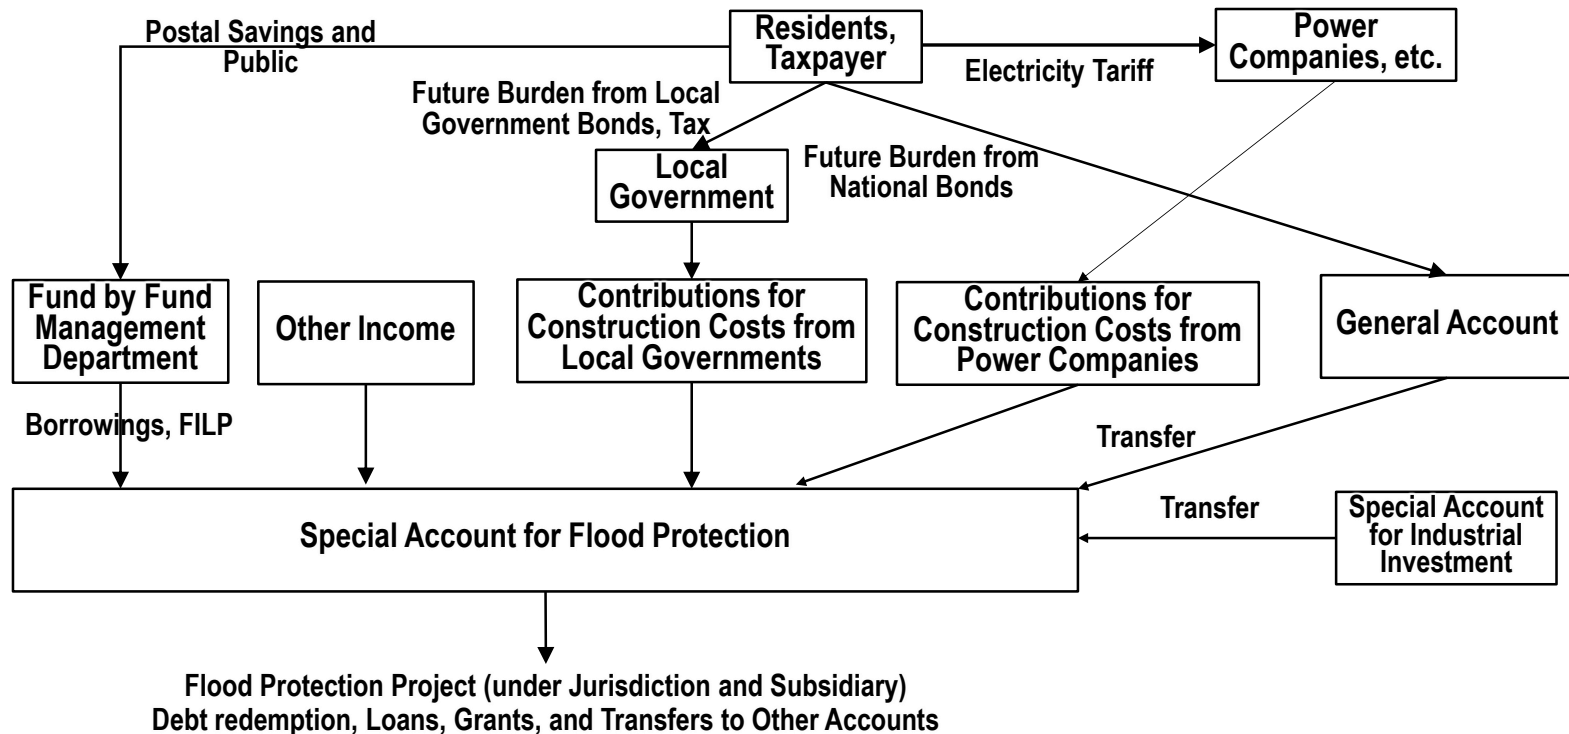 Postal Savings and
Public
Residents,
Taxpayer
Electricity Tariff
Power
Companies, etc.
Future Burden from Local
Government Bonds, Tax
Local
Government
Future Burden from
National Bonds
Fund by Fund
Management
Department
Other Income
Contributions for
Construction Costs from
Local Governments
Contributions for
Construction Costs from
Power Companies
General Account
Borrowings, FILP
Transfer
Special Account for Flood Protection
Transfer
Special Account
for Industrial
Investment
Flood Protection Project (under Jurisdiction and Subsidiary)
Debt redemption, Loans, Grants, and Transfers to Other Accounts